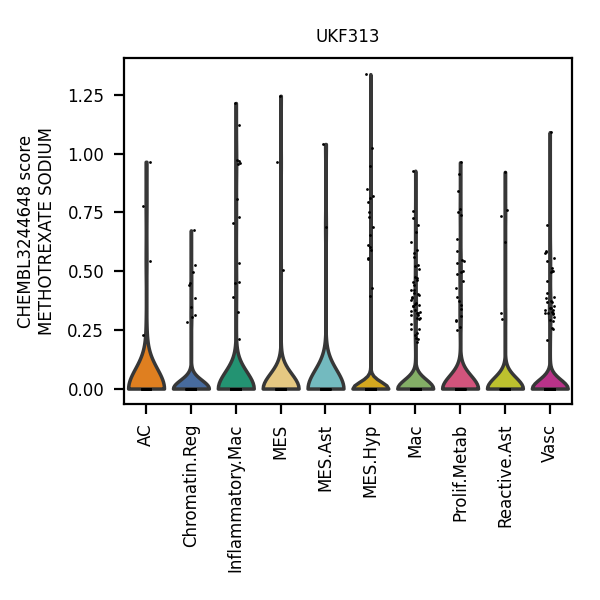 UKF313
CHEMBL3244648 score
METHOTREXATE SODIUM
1.25
1.00
0.75
0.50
0.25
0.00
AC
Chromatin.Reg
Inflammatory.Mac
MES
MES.Ast
MES.Hyp
Mac
Prolif.Metab
Reactive.Ast
Vasc